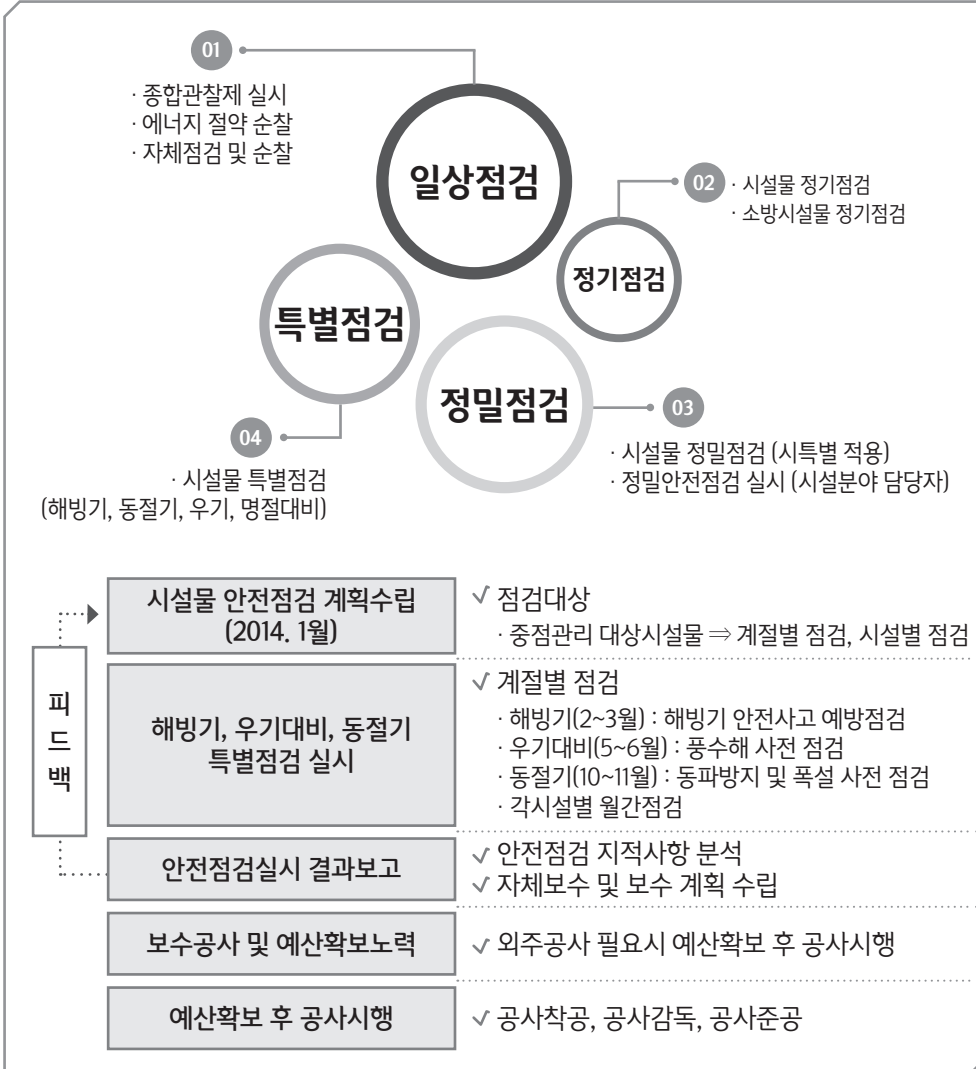 01
· 종합관찰제 실시
· 에너지 절약 순찰
· 자체점검 및 순찰
일상점검
02
· 시설물 정기점검
· 소방시설물 정기점검
정기점검
특별점검
정밀점검
03
· 시설물 정밀점검 (시특별 적용)
· 정밀안전점검 실시 (시설분야 담당자)
04
· 시설물 특별점검
(해빙기, 동절기, 우기, 명절대비)
피드백
시설물 안전점검 계획수립
(2014. 1월)
√ 점검대상
· 중점관리 대상시설물 ⇒ 계절별 점검, 시설별 점검
해빙기, 우기대비, 동절기
특별점검 실시
√ 계절별 점검
· 해빙기(2~3월) : 해빙기 안전사고 예방점검
· 우기대비(5~6월) : 풍수해 사전 점검
· 동절기(10~11월) : 동파방지 및 폭설 사전 점검
· 각시설별 월간점검
안전점검실시 결과보고
√ 안전점검 지적사항 분석
√ 자체보수 및 보수 계획 수립
보수공사 및 예산확보노력
√ 외주공사 필요시 예산확보 후 공사시행
예산확보 후 공사시행
√ 공사착공, 공사감독, 공사준공